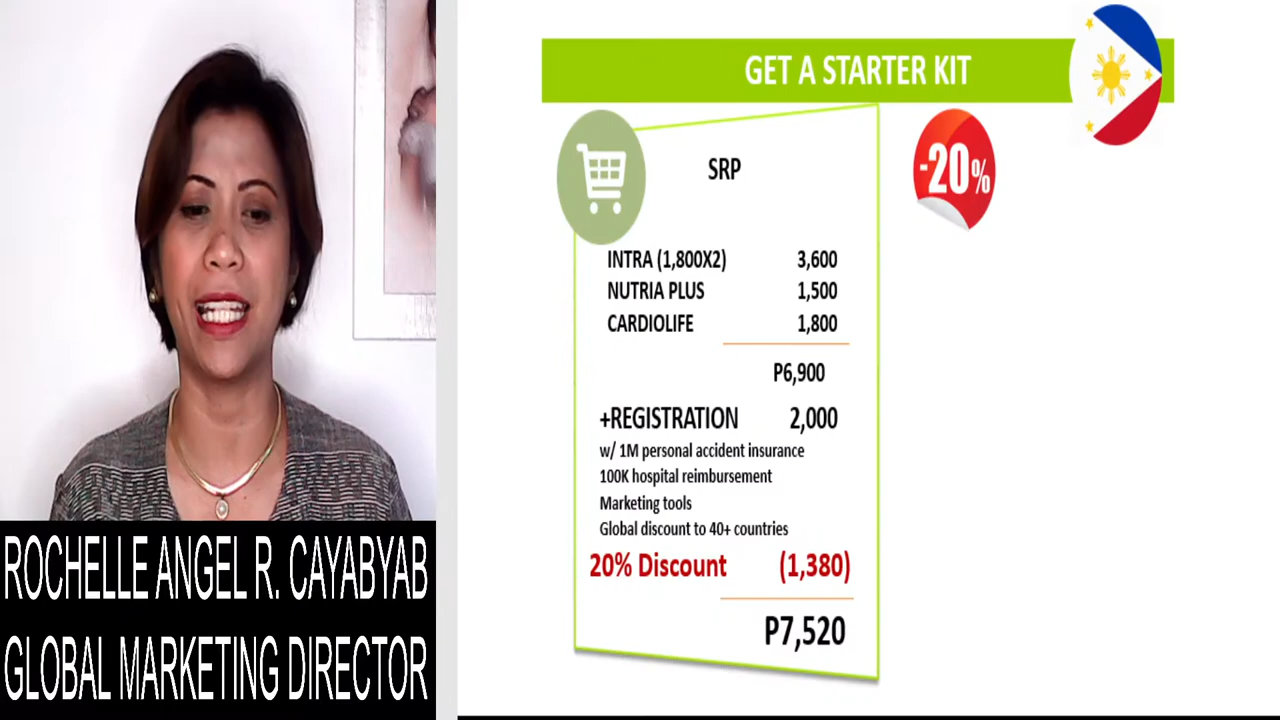 ROCHELLE ANGEL R. CAYABYAB
GLOBAL MARKETING DIRECTOR
GET A STARTER KIT
-20%
SRP
INTRA (1,800X2) 3,600
NUTRIA PLUS 1,500
CARDIOLIFE 1,800
P6,900
+REGISTRATION 2,000
w/ 1M personal accident insurance
100K hospital reimbursement
Marketing tools
Global discount to 40+ countries
20% Discount (1,380)
P7,520